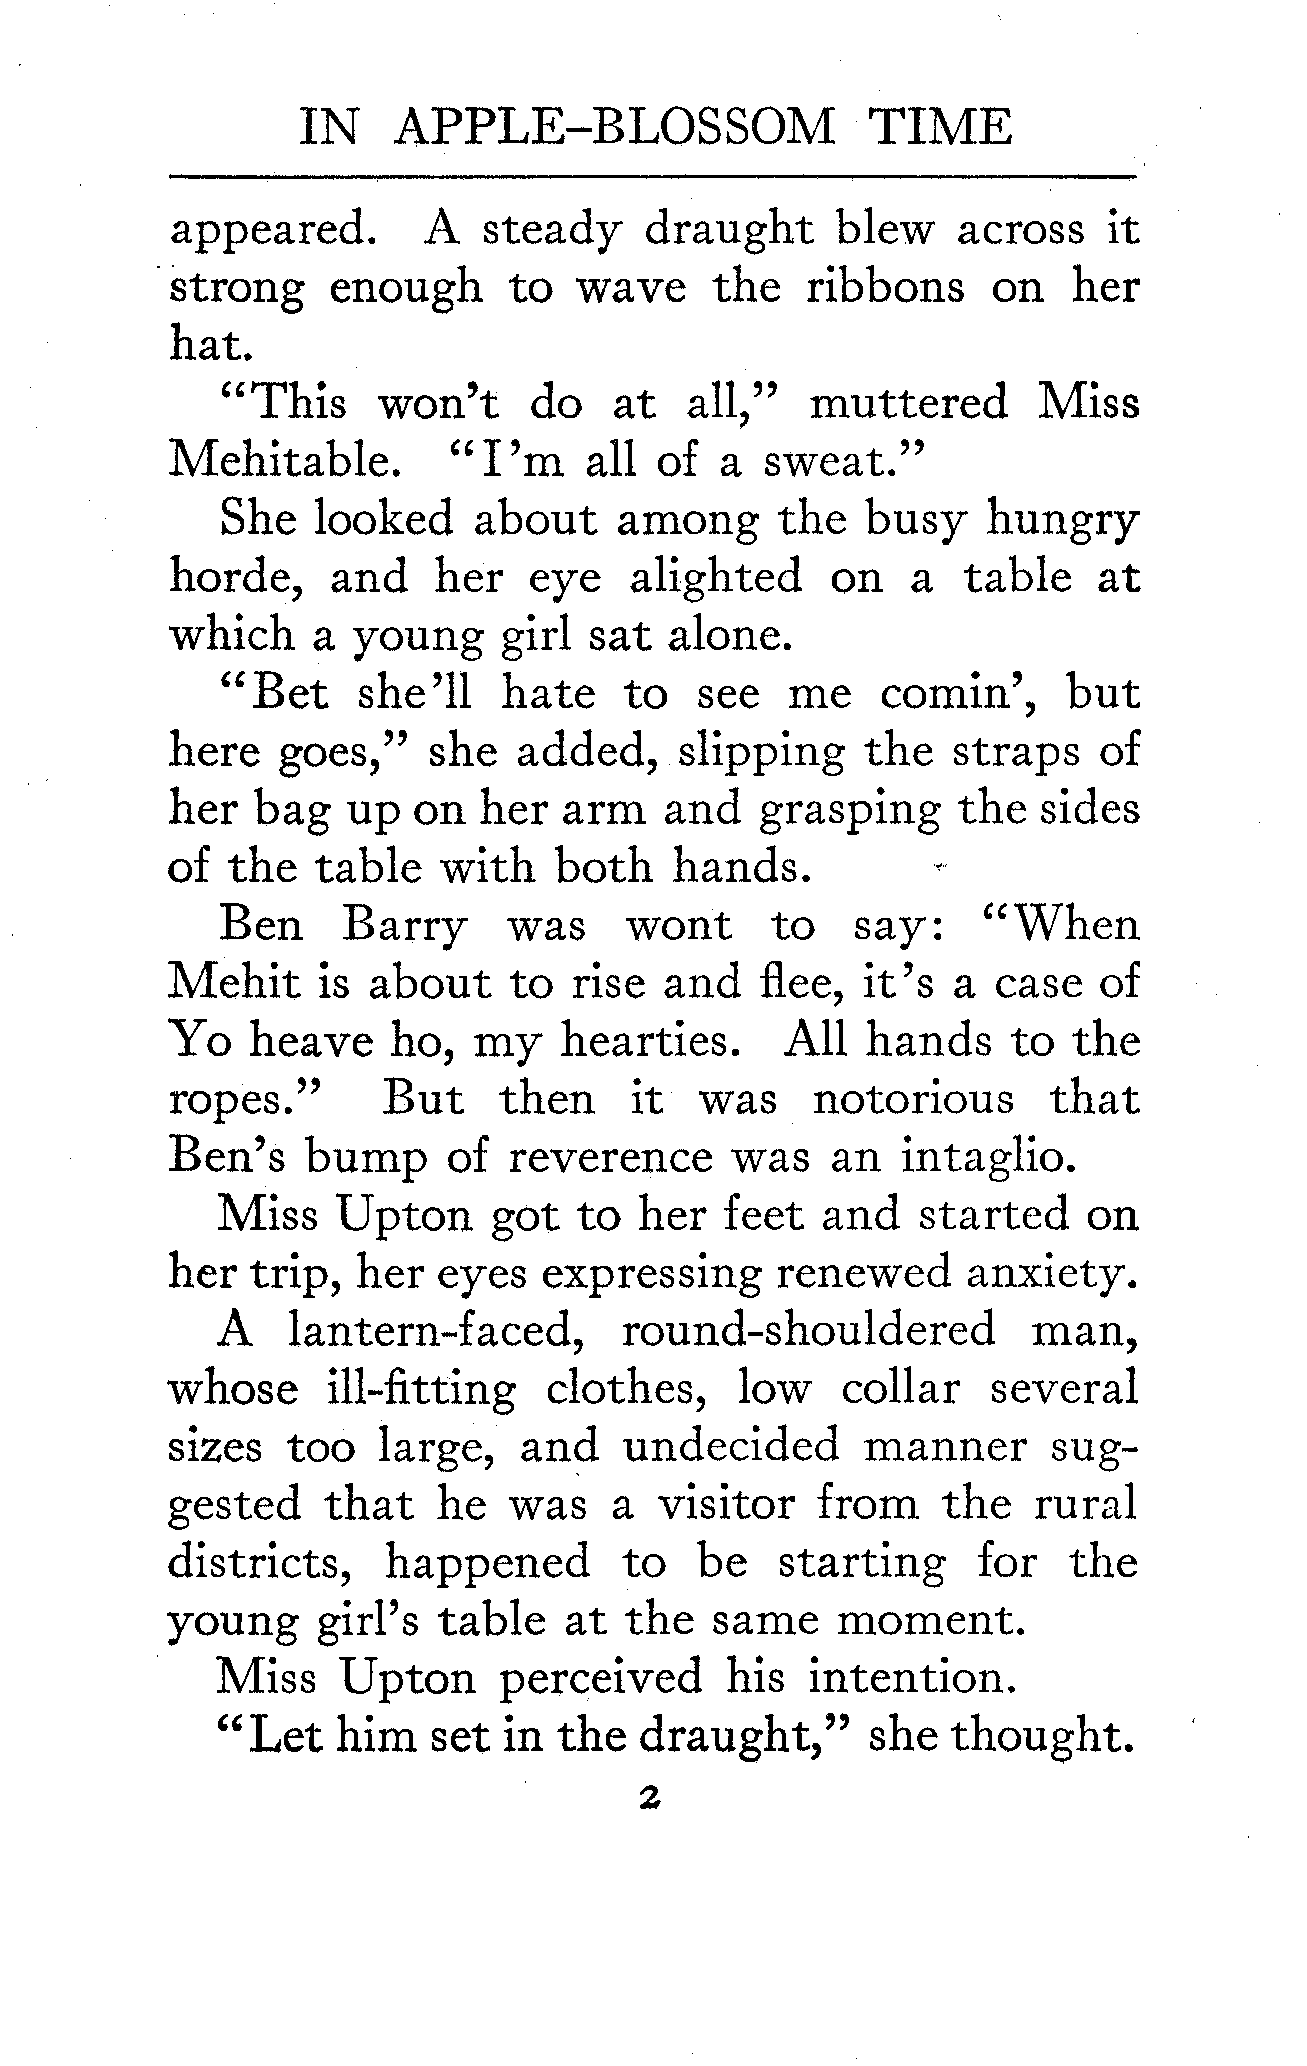 IN APPLE-BLOSSOM TIME
appeared. A steady draught blew across it
strong enough to wave the ribbons on her
hat.
“This won’t do at all,” muttered Miss
Mehitable. “I’m all of a sweat.”
She looked about among the busy hungry
horde, and her eye alighted on a table at
which a young girl sat alone.
“Bet she’ll hate to see me comin’, but
here goes,” she added, slipping the straps of
her bag up on her arm and grasping the sides
of the table with both hands.
Ben Barry was wont to say: “When
Mehit is about to rise and flee, it’s a case of
Yo heave ho, my hearties. All hands to the
ropes.” But then it was notorious that
Ben’s bump of reverence was an intaglio.
Miss Upton got to her feet and started on
her trip, her eyes expressing renewed anxiety.
A lantern-faced, round-shouldered man,
whose ill-fitting clothes, low collar several
sizes too large, and undecided manner sug-
gested that he was a visitor from the rural
districts, happened to be starting for the
young girl’s table at the same moment.
Miss Upton perceived his intention.
“Let him set in the draught,” she thought.
2